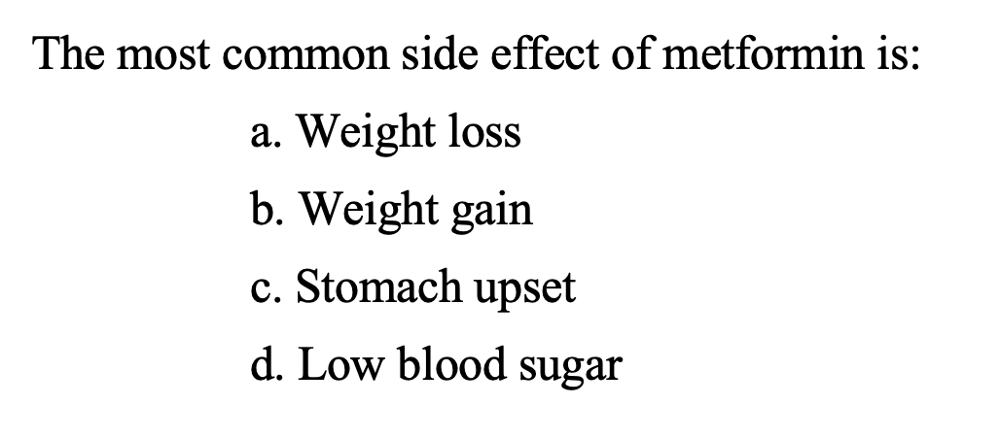 The most common side effect of metformin is:
a. Weight loss
b. Weight gain
c. Stomach upset
d. Low blood sugar